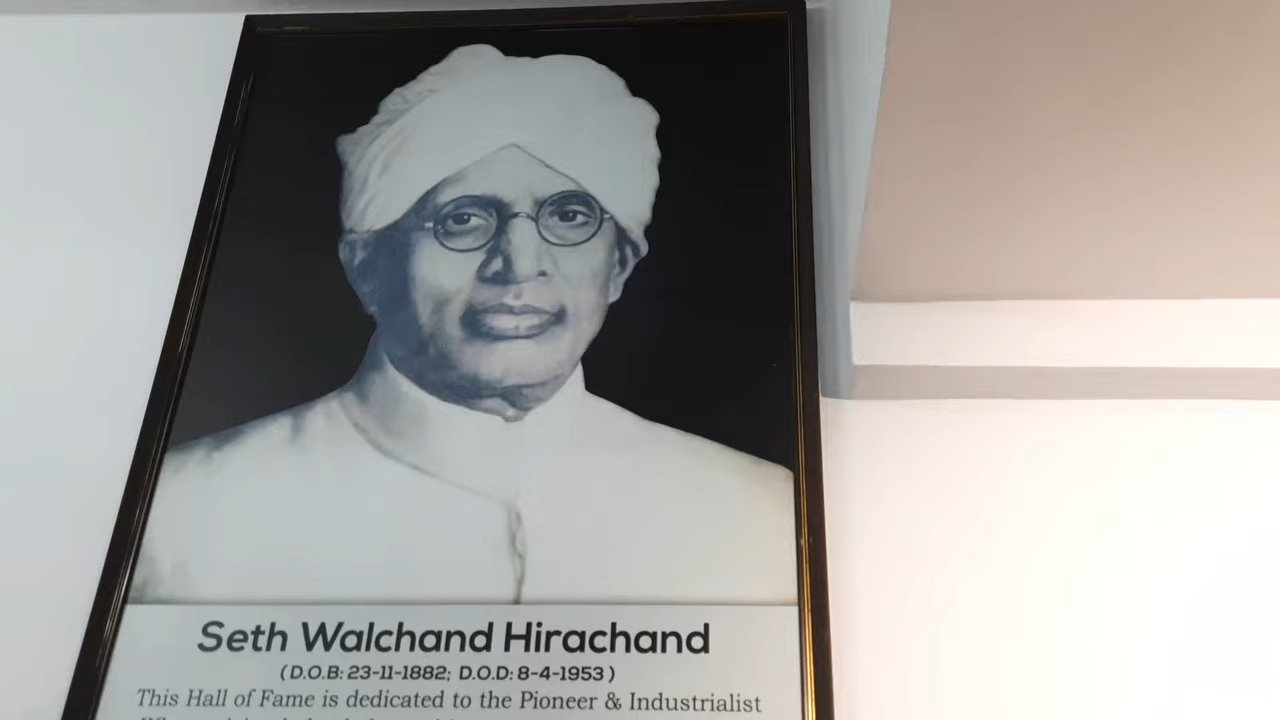 Seth Walchand Hirachand
( D.O.B: 23-11-1882; D.O.D: 8-4-1953 )
This Hall of Fame is dedicated to the Pioneer & Industrialist